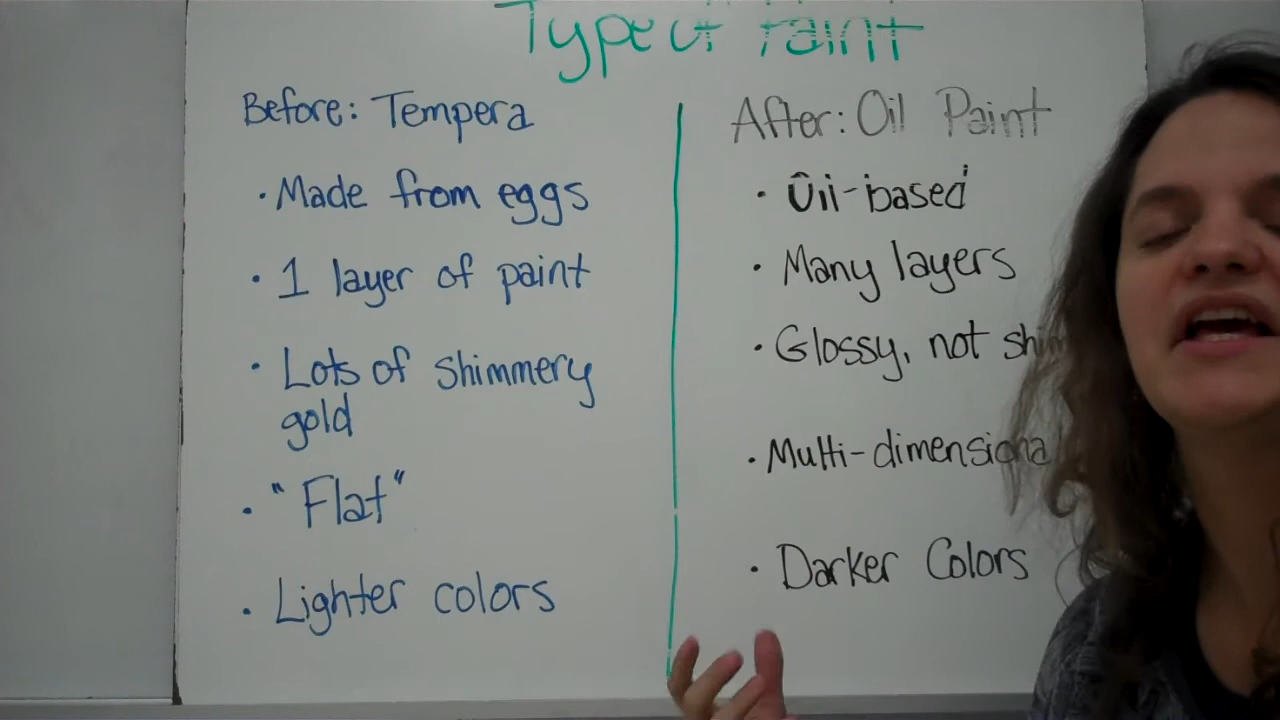 Type of Paint
Before: Tempera
• Made from eggs
• 1 layer of paint
• Lots of shimmery
gold
• "Flat"
• Lighter colors
After: Oil Paint
• Oil-based
• Many layers
• Glossy, not
• Multi-dimensional
• Darker Colors